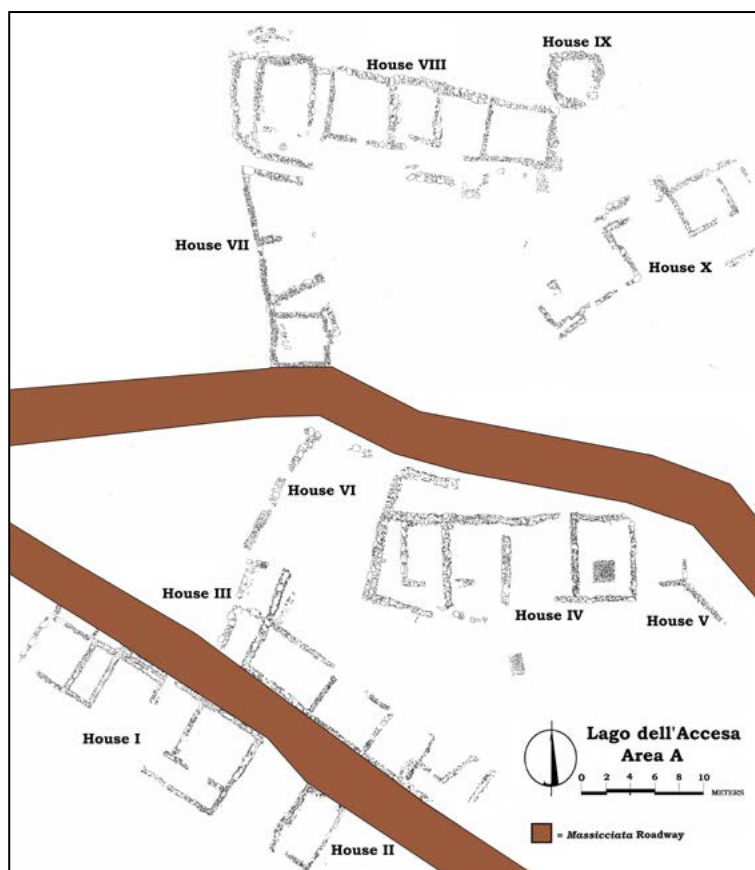 House IX
House VIII
House VII
House X
House VI
House III
House IV
House V
House I
House II
Lago dell'Accesa
Area A
0 2 4 6 8 10
METERS
= Massicciata Roadway